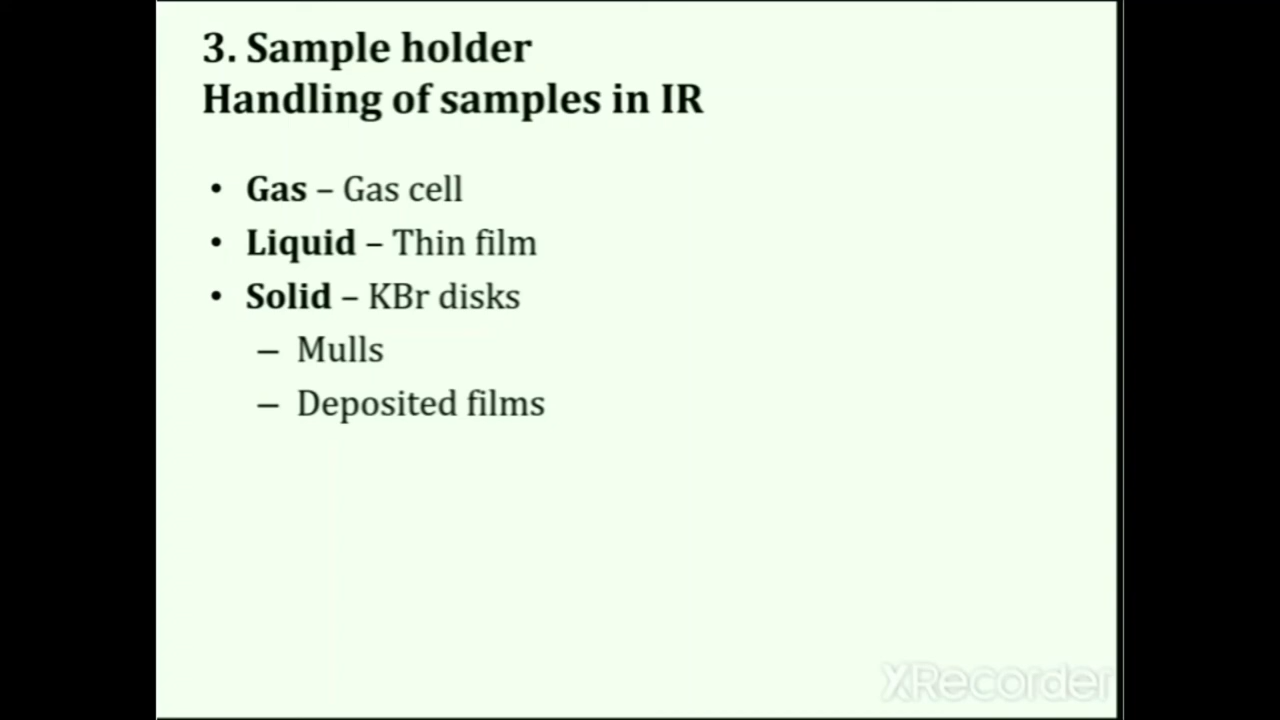 3. Sample holder
Handling of samples in IR
• Gas – Gas cell
• Liquid – Thin film
• Solid – KBr disks
– Mulls
– Deposited films
XRecorder